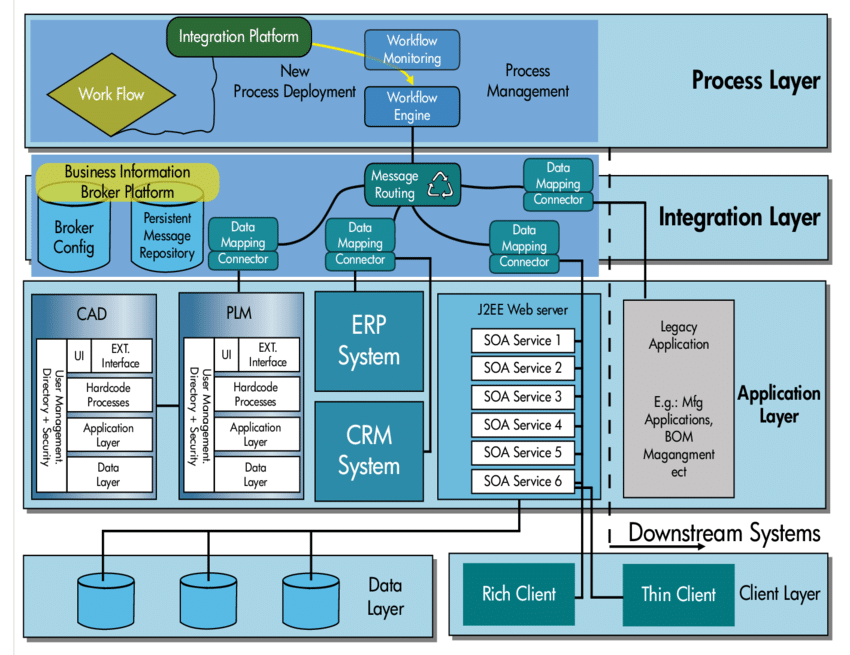 Integration Platform
Workflow
Monitoring
Work Flow
New
Process Deployment
Workflow
Engine
Process
Management
Process Layer
Business Information
Broker Platform
Broker
Config
Persistent
Message
Repository
Message
Routing
Data
Mapping
Connector
Data
Mapping
Connector
Data
Mapping
Connector
Data
Mapping
Connector
Integration Layer
CAD
User Management.
Directory + Security
UI
EXT.
Interface
Hardcode
Processes
Application
Layer
Data
Layer
PLM
User Management.
Directory + Security
UI
EXT.
Interface
Hardcode
Processes
Application
Layer
Data
Layer
ERP
System
CRM
System
J2EE Web server
SOA Service 1
SOA Service 2
SOA Service 3
SOA Service 4
SOA Service 5
SOA Service 6
Legacy
Application
E.g.: Mfg
Applications,
BOM
Magangment
ect
Application
Layer
Downstream Systems
Data
Layer
Rich Client
Thin Client
Client Layer